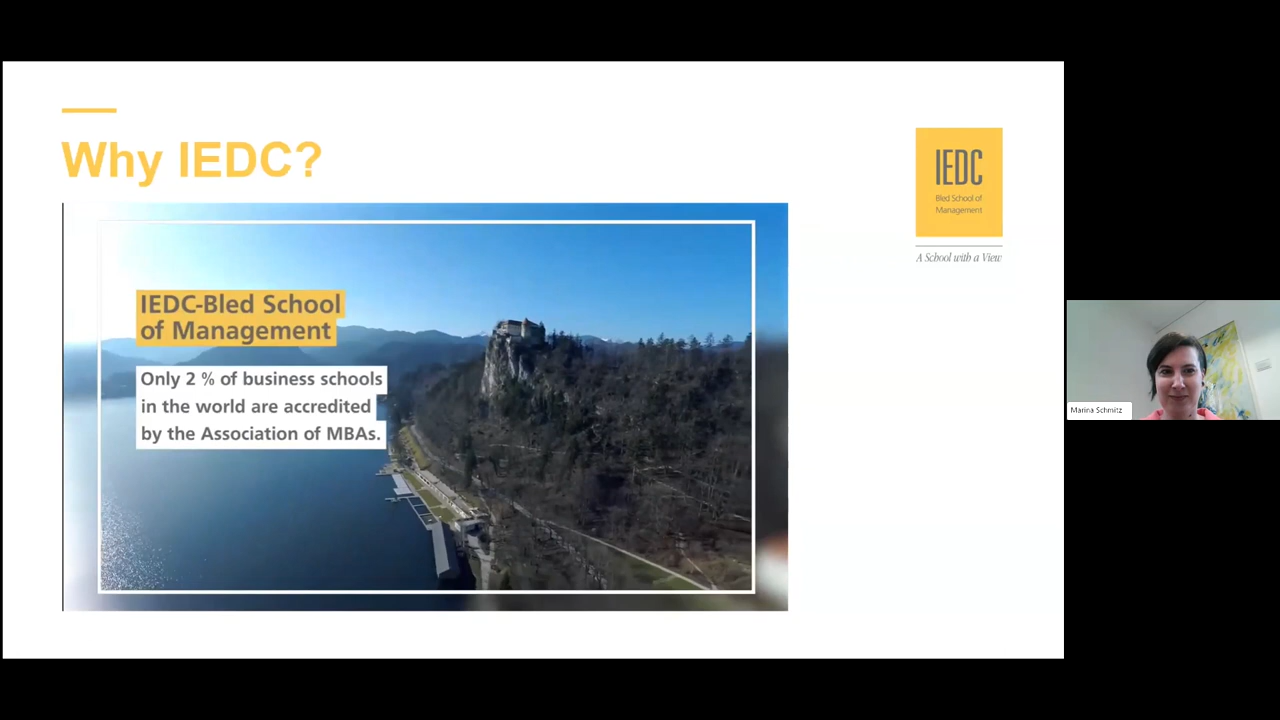 Why IEDC?
IEDC
Bled School of
Management
A School with a View
IEDC-Bled School
of Management
Only 2 % of business schools
in the world are accredited
by the Association of MBAs.
Marina Schmitz